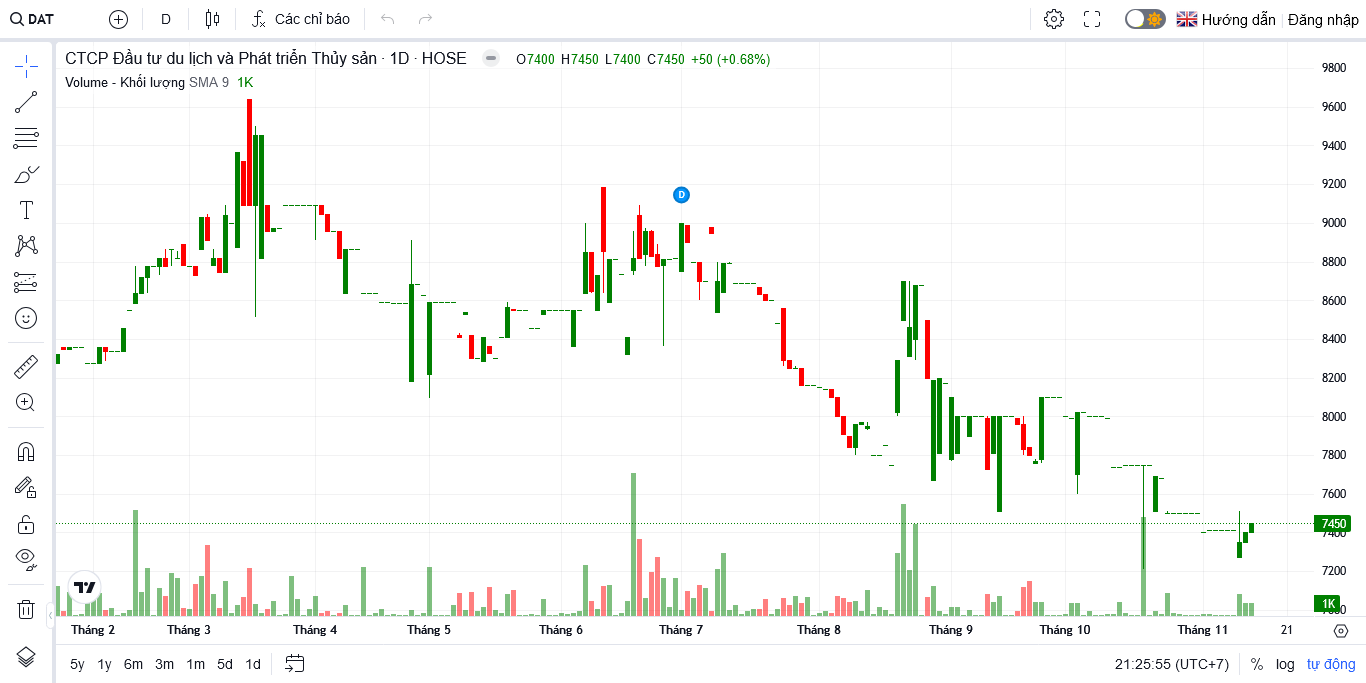 DAT D Các chỉ báo Hướng dẫn Đăng nhập
CTCP Đầu tư du lịch và Phát triển Thủy sản · 1D · HOSE O7400 H7450 L7400 C7450 +50 (+0.68%)
Volume - Khối lượng SMA 9 1K
9800
9600
9400
9200
D
9000
8800
8600
8400
8200
8000
7800
7600
7450
7400
7200
1K
7000
Tháng 2 Tháng 3 Tháng 4 Tháng 5 Tháng 6 Tháng 7 Tháng 8 Tháng 9 Tháng 10 Tháng 11 21
5y 1y 6m 3m 1m 5d 1d 21:25:55 (UTC+7) % log tự động